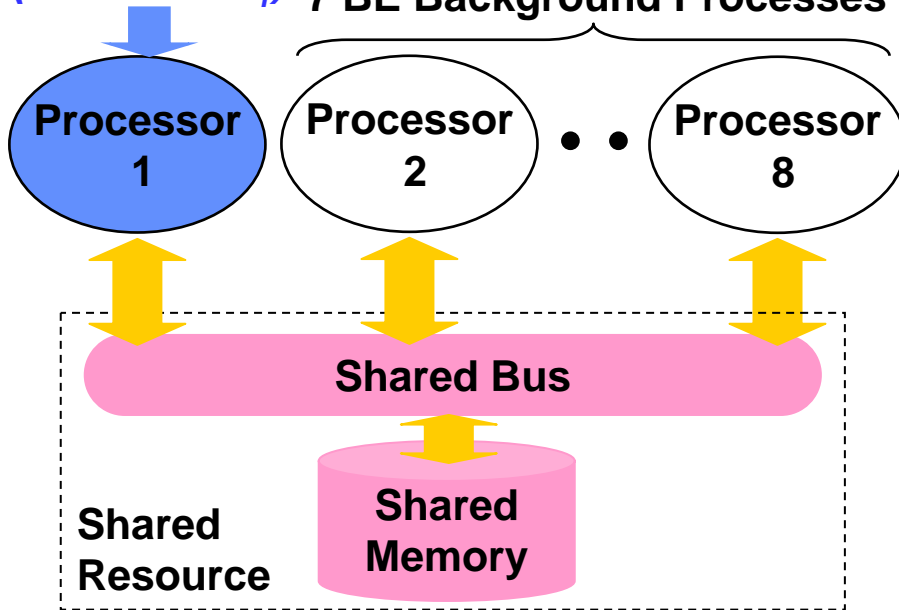 7 BE Background Processes
Processor
1
Processor
2
• •
Processor
8
Shared Bus
Shared
Memory
Shared
Resource